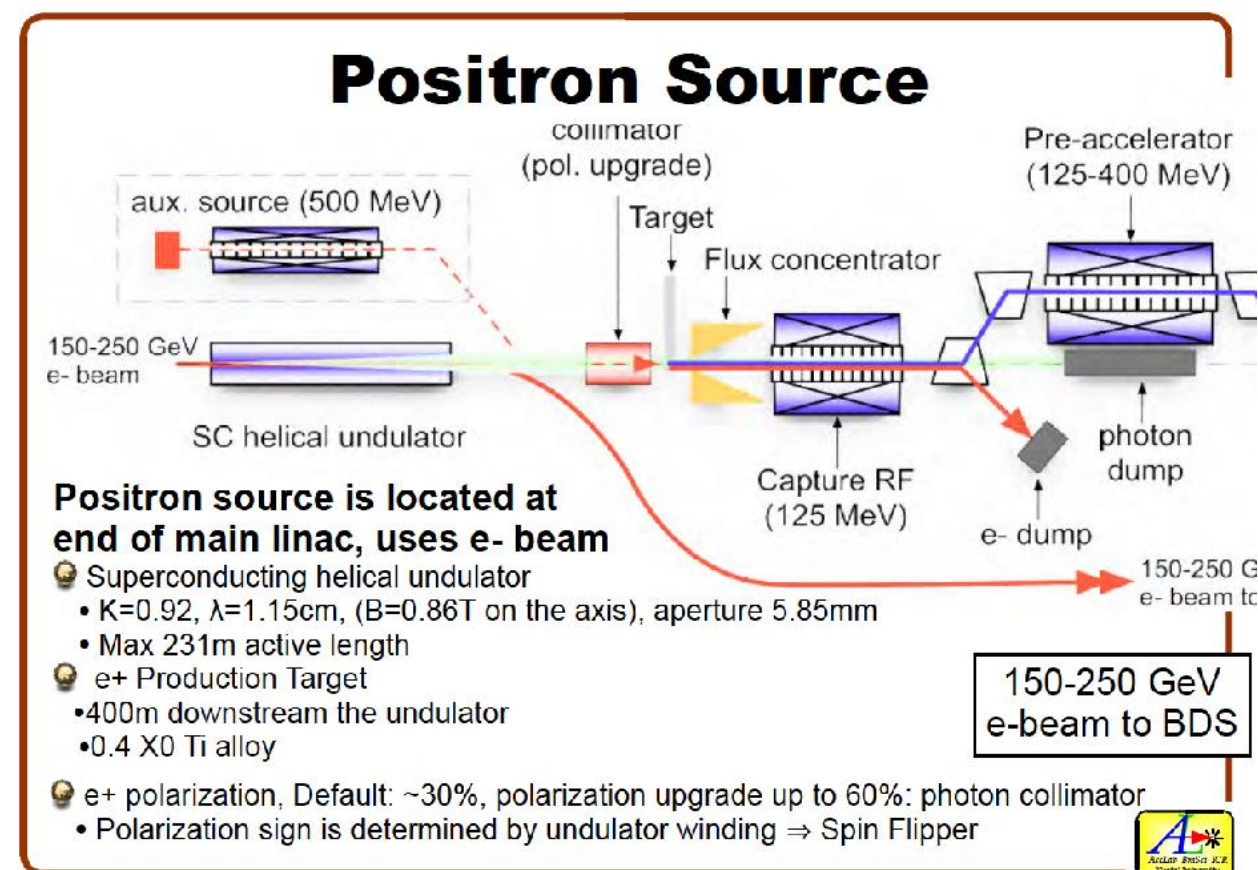 Positron Source
collimator
(pol. upgrade)
Pre-accelerator
(125-400 MeV)
aux. source (500 MeV)
Target
Flux concentrator
150-250 GeV
e- beam
SC helical undulator
Capture RF
(125 MeV)
photon
dump
e- dump
150-250 G
e- beam to
Positron source is located at
end of main linac, uses e- beam
Superconducting helical undulator
• K=0.92, λ=1.15cm, (B=0.86T on the axis), aperture 5.85mm
• Max 231m active length
e+ Production Target
•400m downstream the undulator
•0.4 X0 Ti alloy
150-250 GeV
e-beam to BDS
e+ polarization, Default: ~30%, polarization upgrade up to 60%: photon collimator
• Polarization sign is determined by undulator winding ⇒ Spin Flipper